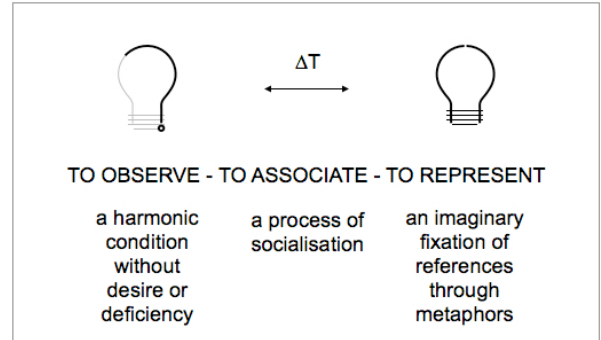 ΔT
TO OBSERVE - TO ASSOCIATE - TO REPRESENT
a harmonic
condition
without
desire or
deficiency
a process of
socialisation
an imaginary
fixation of
references
through
metaphors